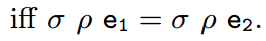 iff σ ρ e₁ = σ ρ e₂.